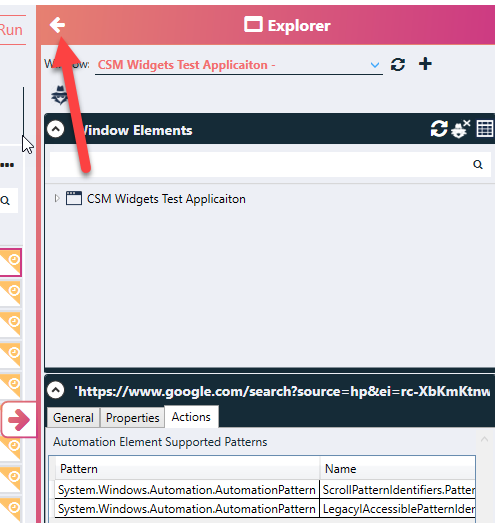 Run
Explorer
CSM Widgets Test Applicaiton -
Window Elements
CSM Widgets Test Applicaiton
'https://www.google.com/search?source=hp&ei=rc-XbKmKtnw
General Properties Actions
Automation Element Supported Patterns
Pattern Name
System.Windows.Automation.AutomationPattern ScrollPatternIdentifiers.Patter
System.Windows.Automation.AutomationPattern LegacyIAccessiblePatternIden